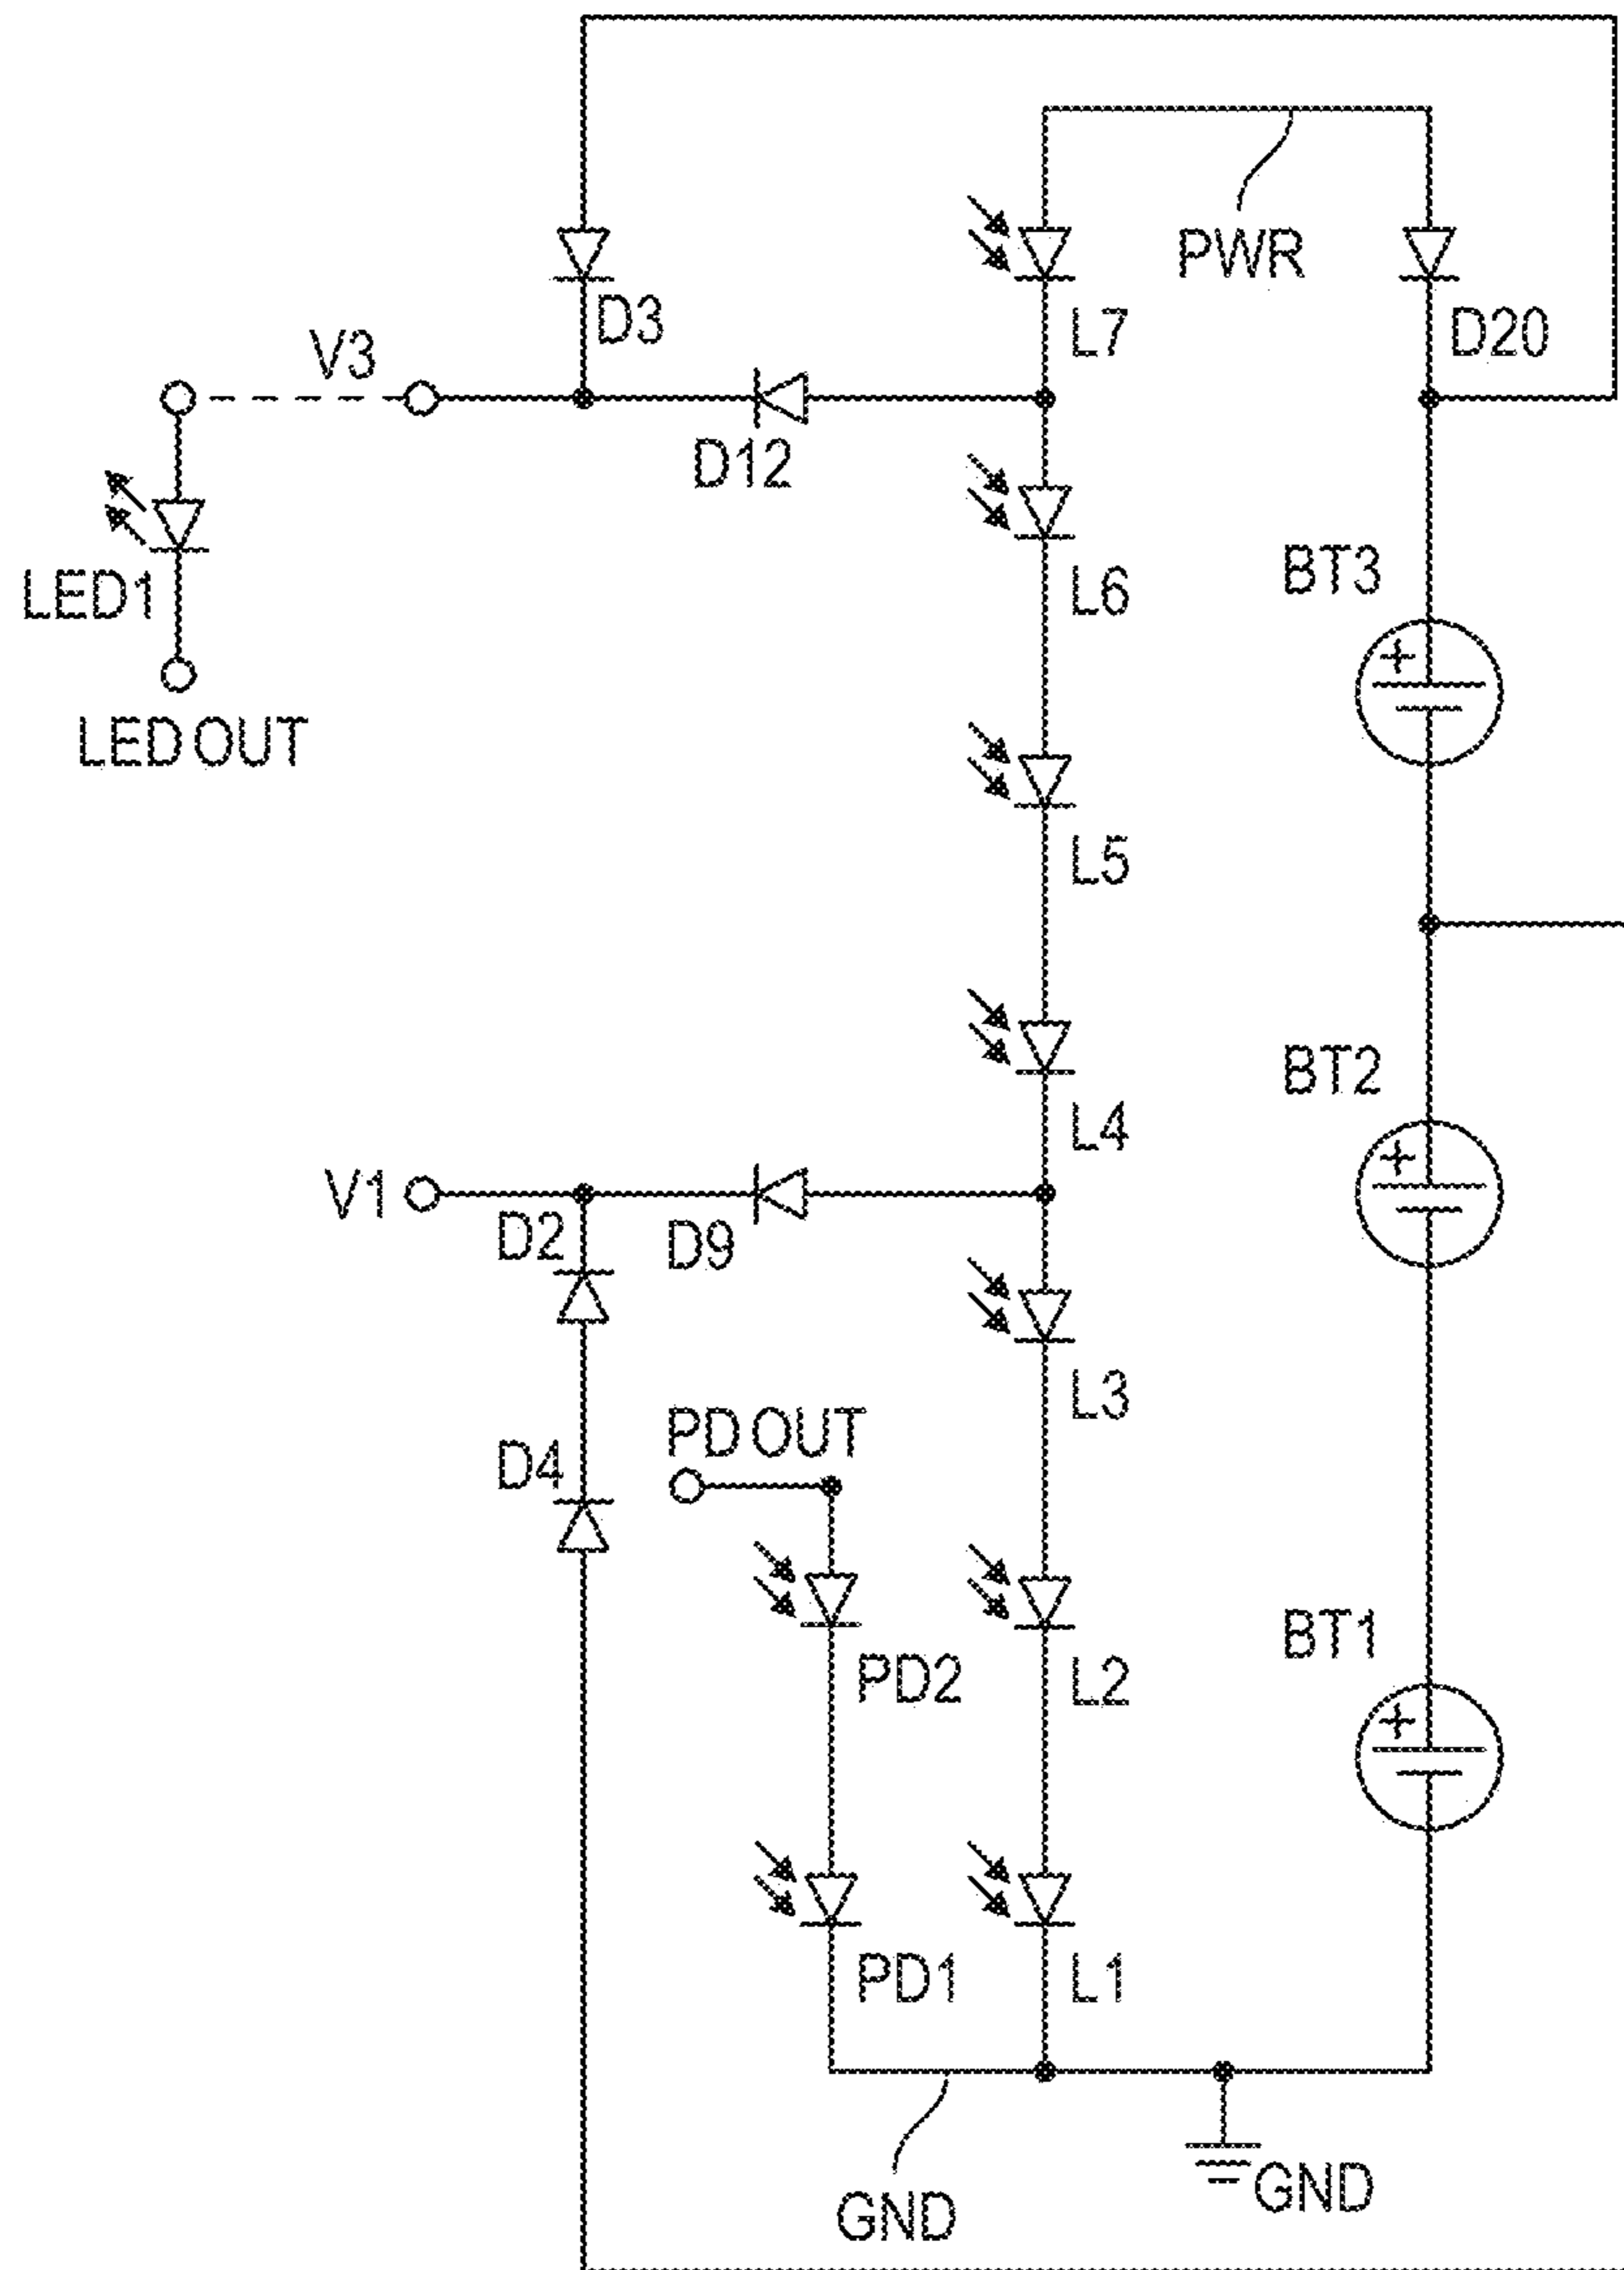 PWR
D3
L7
D20
V3
D12
LED1
L6
BT3
LED OUT
L5
BT2
L4
V1
D2
D9
L3
PD OUT
D4
BT1
PD2
L2
PD1
L1
GND
GND